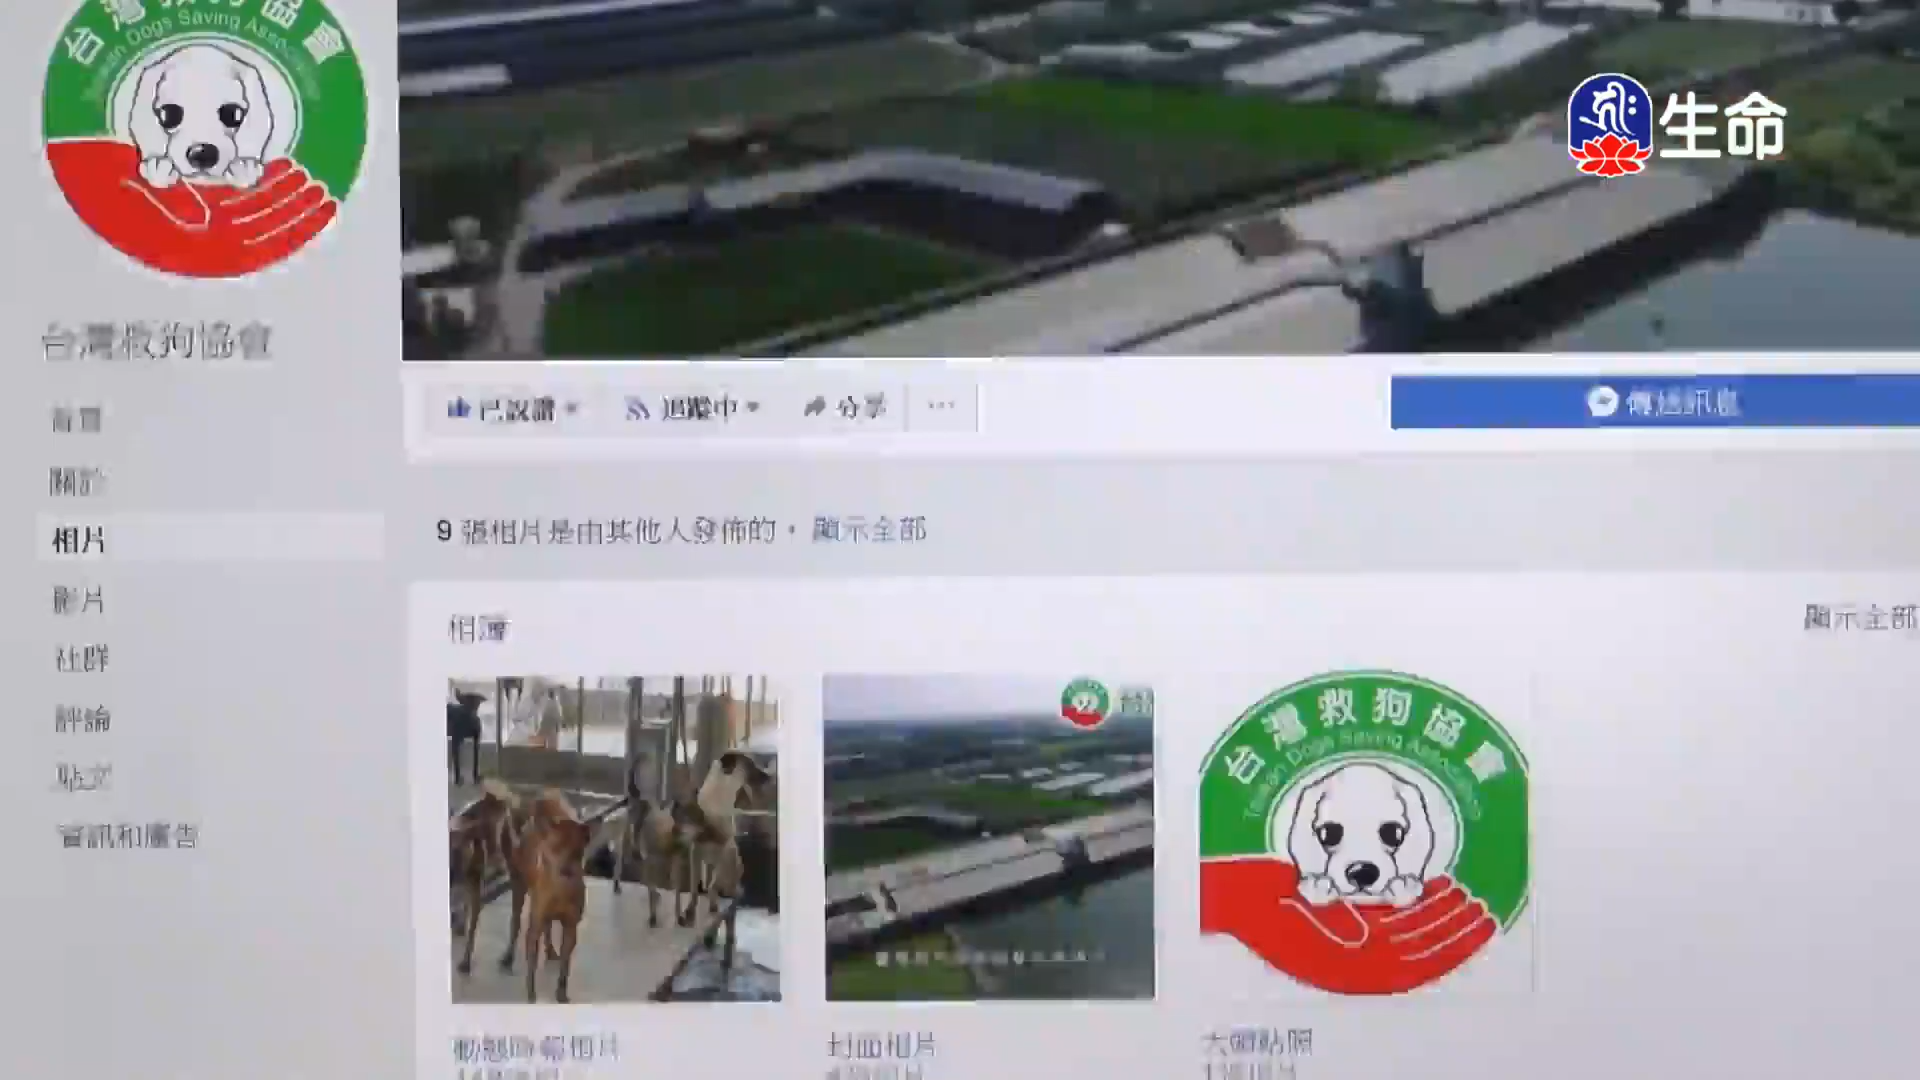 台灣救狗協會
Taiwan Dogs Saving Association
生命
台灣救狗協會
首頁
關於
相片
影片
社群
評論
貼文
資訊和廣告
已說讚
追蹤中
分享
傳送訊息
9 張相片是由其他人發佈的。 顯示全部
相簿
顯示全部
台灣救狗協會
Taiwan Dogs Saving Association
動態時報相片
封面相片
大頭貼照